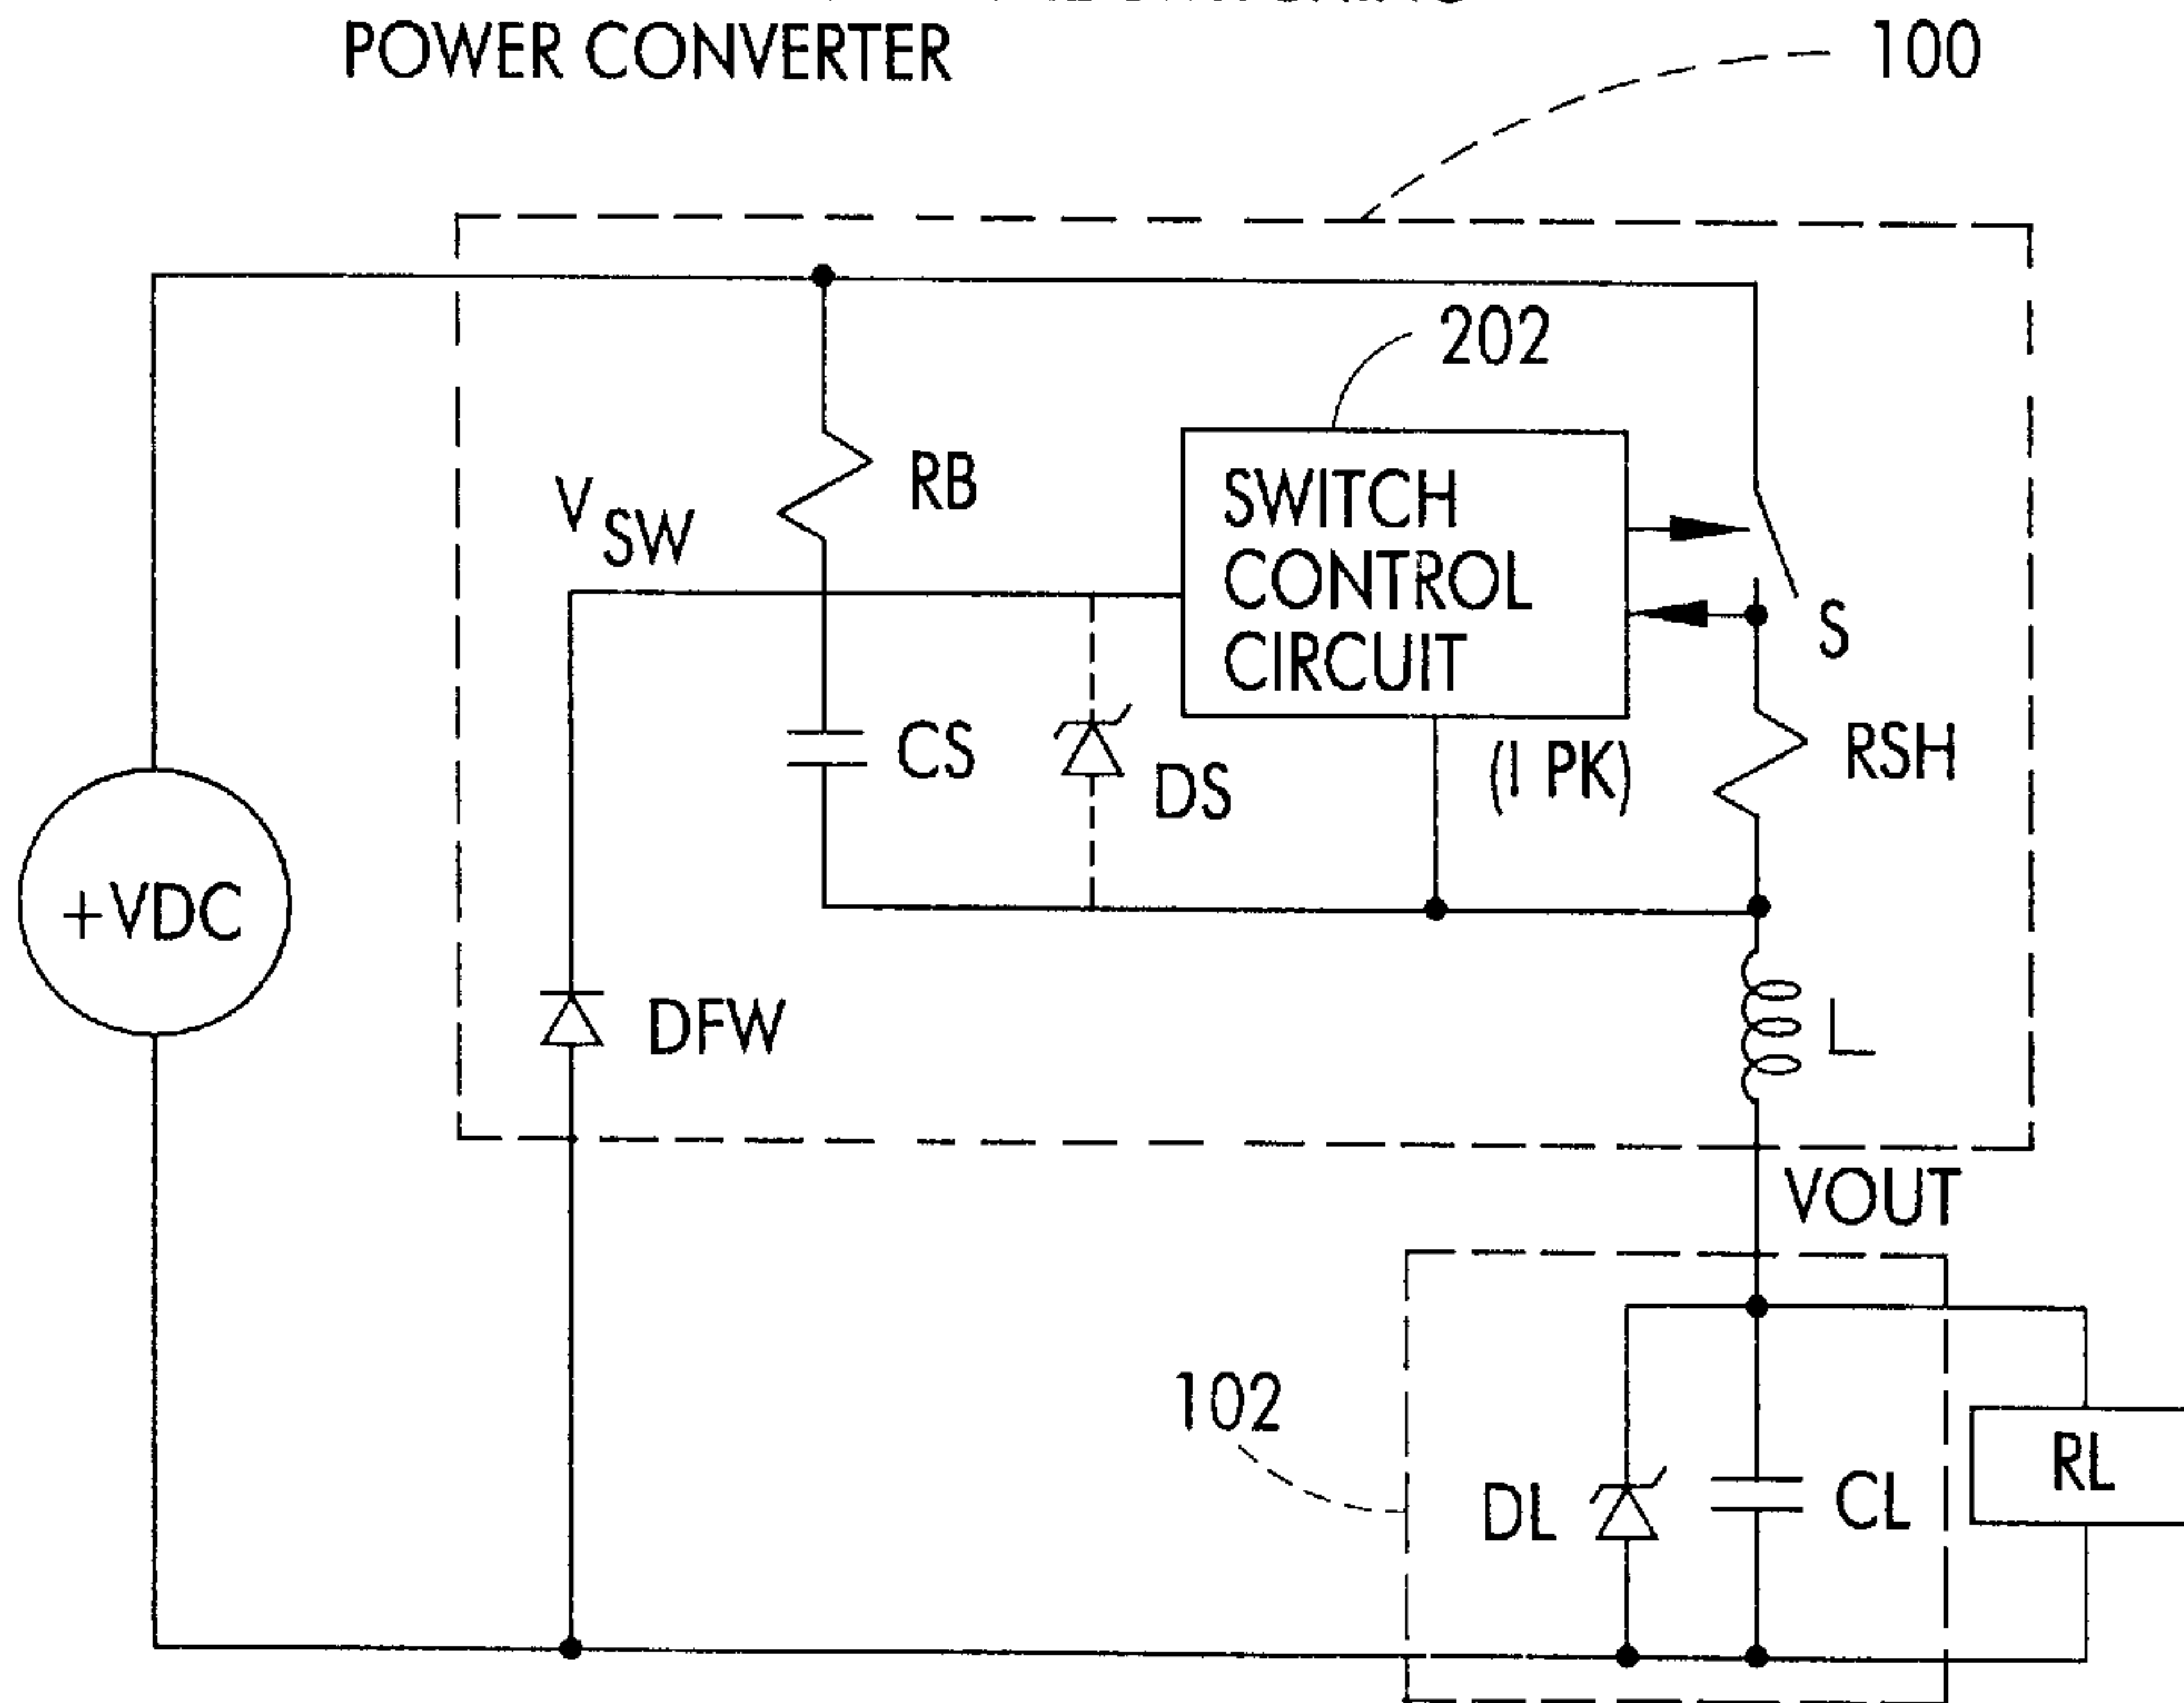 POWER CONVERTER
100
202
RB
V SW
SWITCH
CONTROL
CIRCUIT
S
CS
DS
(I PK)
RSH
+VDC
DFW
L
VOUT
102
RL
DL
CL